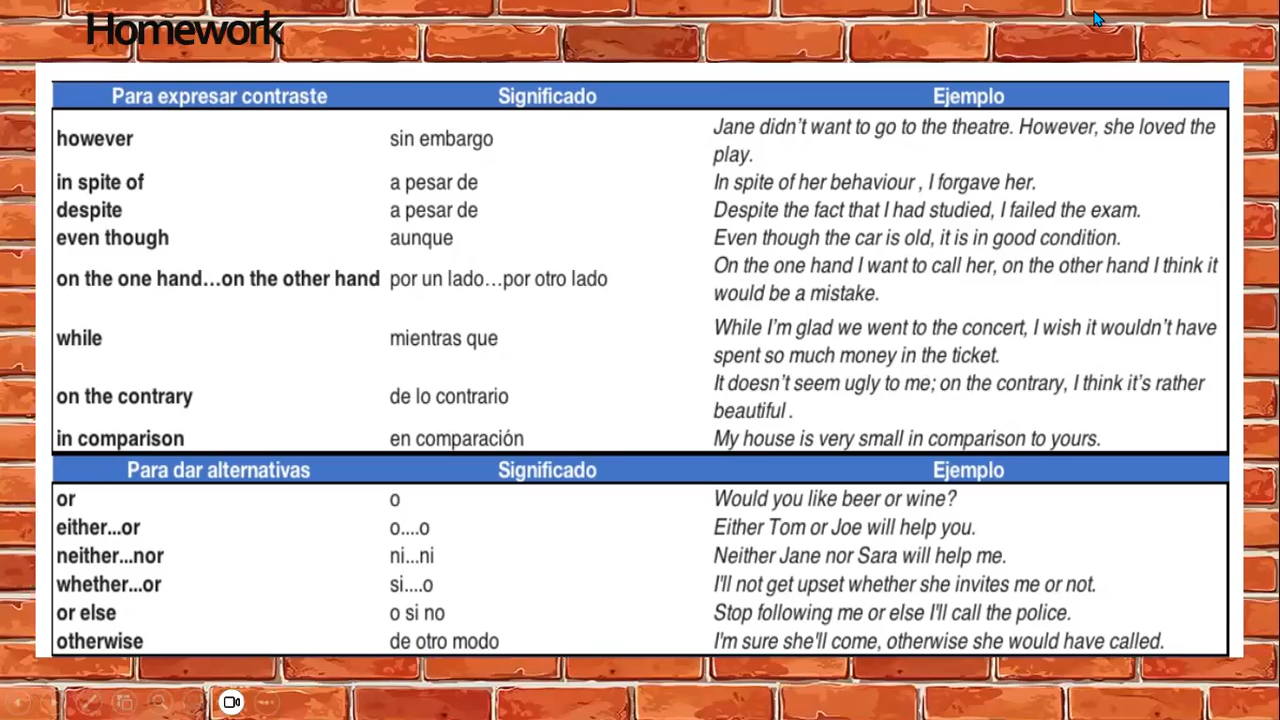 Homework
Para expresar contraste Significado Ejemplo
however sin embargo Jane didn't want to go to the theatre. However, she loved the
play.
in spite of a pesar de In spite of her behaviour , I forgave her.
despite a pesar de Despite the fact that I had studied, I failed the exam.
even though aunque Even though the car is old, it is in good condition.
on the one hand...on the other hand por un lado...por otro lado On the one hand I want to call her, on the other hand I think it
would be a mistake.
while mientras que While I'm glad we went to the concert, I wish it wouldn't have
spent so much money in the ticket.
on the contrary de lo contrario It doesn't seem ugly to me; on the contrary, I think it's rather
beautiful .
in comparison en comparación My house is very small in comparison to yours.
Para dar alternativas Significado Ejemplo
or o Would you like beer or wine?
either...or o....o Either Tom or Joe will help you.
neither...nor ni...ni Neither Jane nor Sara will help me.
whether...or si....o I'll not get upset whether she invites me or not.
or else o si no Stop following me or else I'll call the police.
otherwise de otro modo I'm sure she'll come, otherwise she would have called.